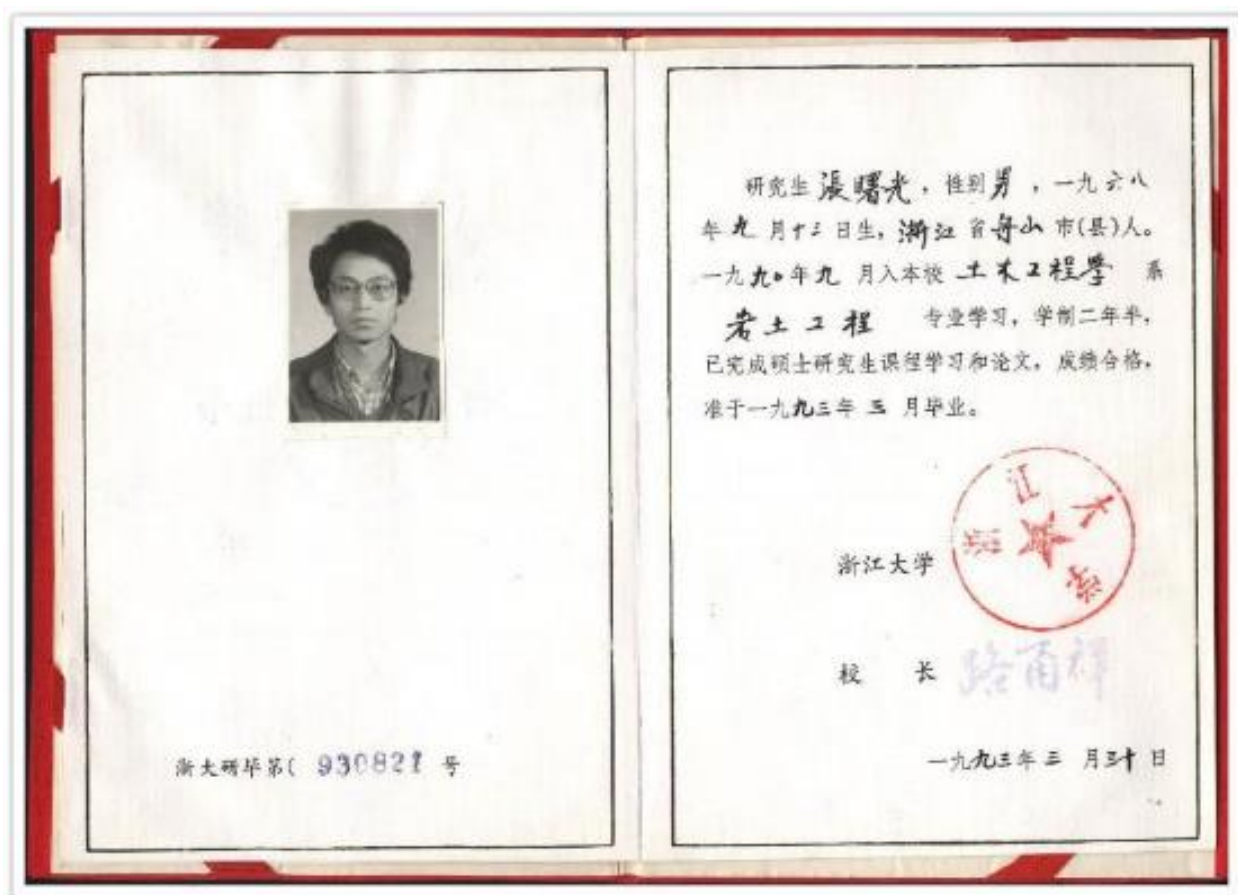 浙大研毕第( 930821 号
研究生 張曙光，性别 男，一九六八
年 九 月十三日生，浙江省舟山市(县)人。
一九九〇年九 月入本校 土木工程學 系
岩土工程 专业学习，学制二年半，
已完成硕士研究生课程学习和论文，成绩合格，
准于一九九三年 三 月毕业。
浙江大学
浙江大学
校 长 路甬祥
一九九三年三 月三十日